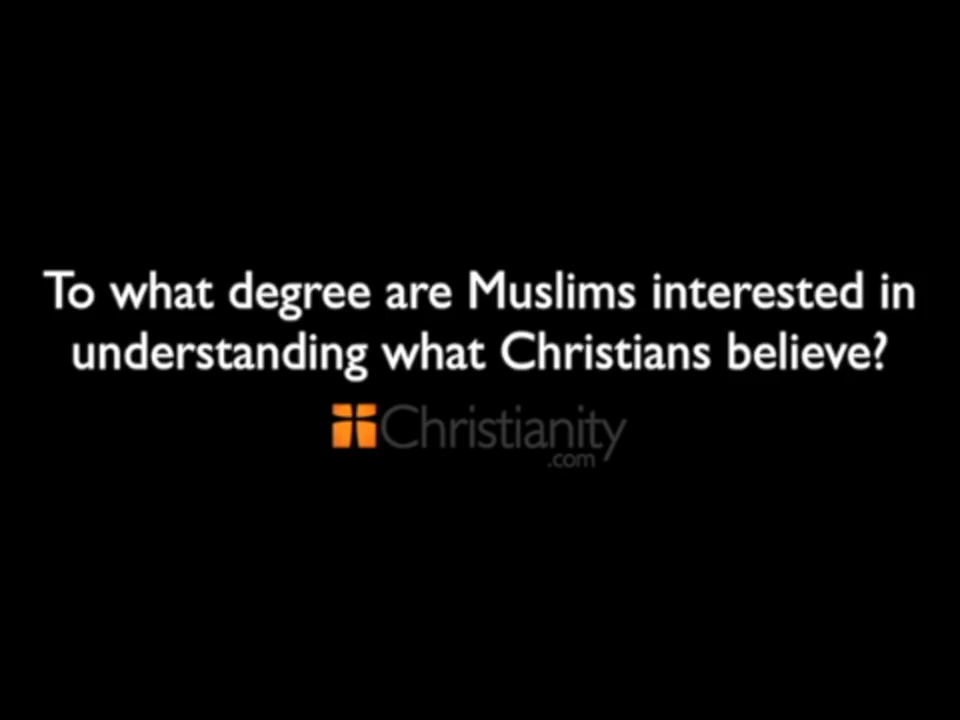 To what degree are Muslims interested in
understanding what Christians believe?
Christianity
.com